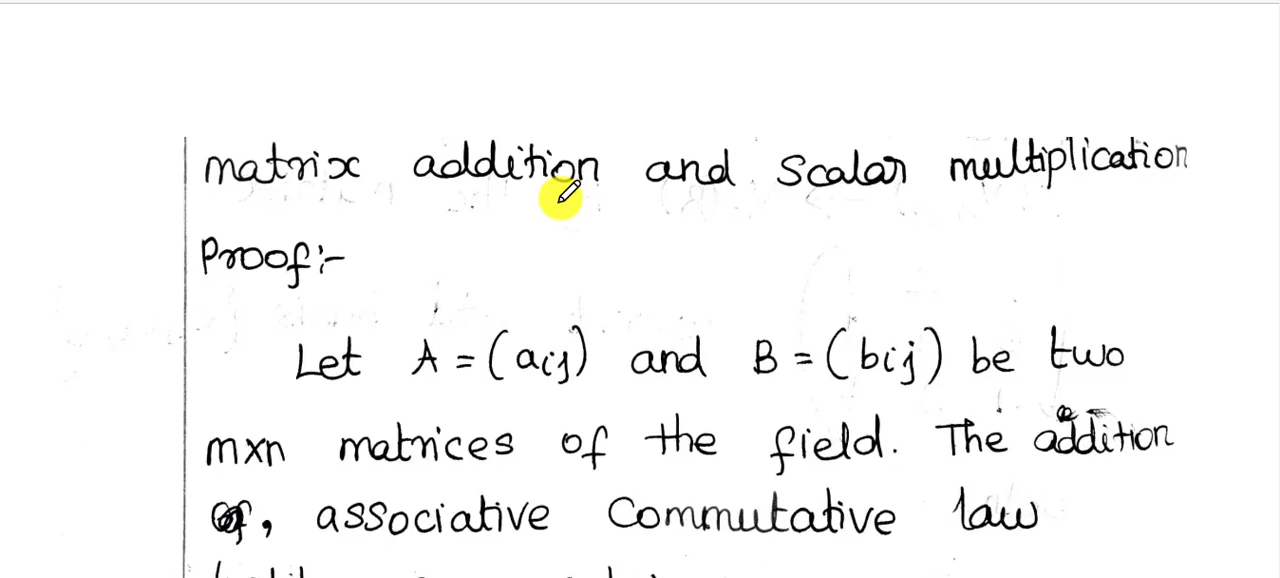 matrix addition and scalar multiplication
Proof:-
Let A = (aij) and B = (bij) be two
mxn matrices of the field. The addition
of, associative commutative law